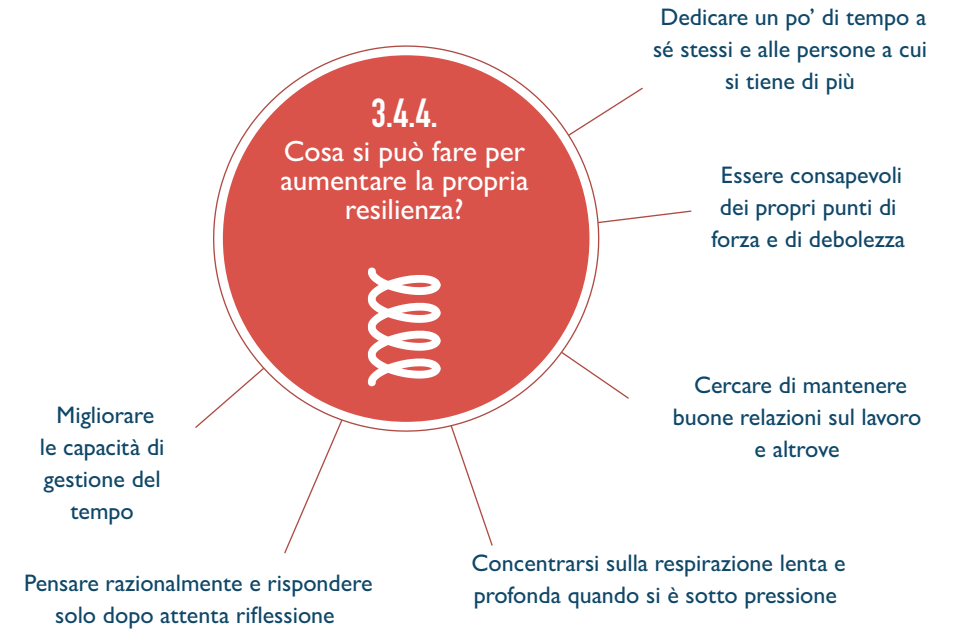 3.4.4.
Cosa si può fare per
aumentare la propria
resilienza?
Dedicare un po’ di tempo a
sé stessi e alle persone a cui
si tiene di più
Essere consapevoli
dei propri punti di
forza e di debolezza
Cercare di mantenere
buone relazioni sul lavoro
e altrove
Concentrarsi sulla respirazione lenta e
profonda quando si è sotto pressione
Pensare razionalmente e rispondere
solo dopo attenta riflessione
Migliorare
le capacità di
gestione del
tempo